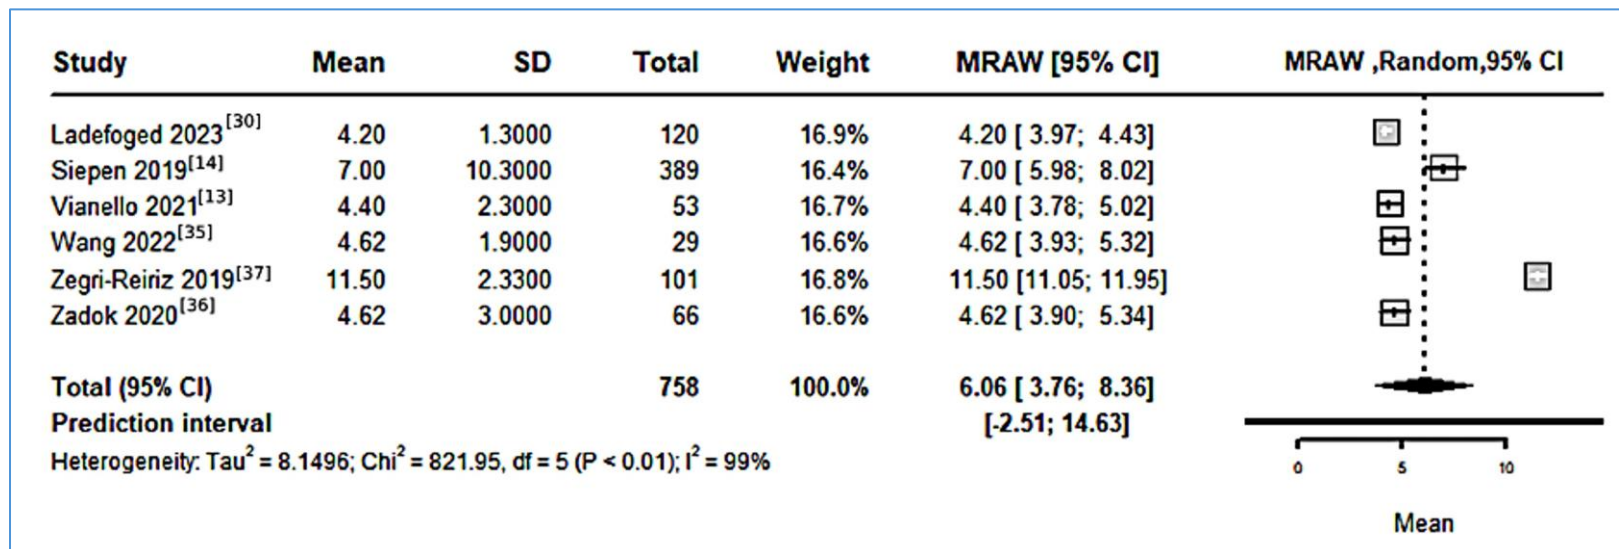 Study Mean SD Total Weight MRAW [95% CI] MRAW ,Random,95% CI
Ladefoged 2023[30] 4.20 1.3000 120 16.9% 4.20 [ 3.97; 4.43]
Siepen 2019[14] 7.00 10.3000 389 16.4% 7.00 [ 5.98; 8.02]
Vianello 2021[13] 4.40 2.3000 53 16.7% 4.40 [ 3.78; 5.02]
Wang 2022[35] 4.62 1.9000 29 16.6% 4.62 [ 3.93; 5.32]
Zegri-Reiriz 2019[37] 11.50 2.3300 101 16.8% 11.50 [11.05; 11.95]
Zadok 2020[36] 4.62 3.0000 66 16.6% 4.62 [ 3.90; 5.34]
Total (95% CI) 758 100.0% 6.06 [ 3.76; 8.36]
Prediction interval [-2.51; 14.63]
Heterogeneity: Tau2 = 8.1496; Chi2 = 821.95, df = 5 (P < 0.01); I2 = 99%
0 5 10
Mean